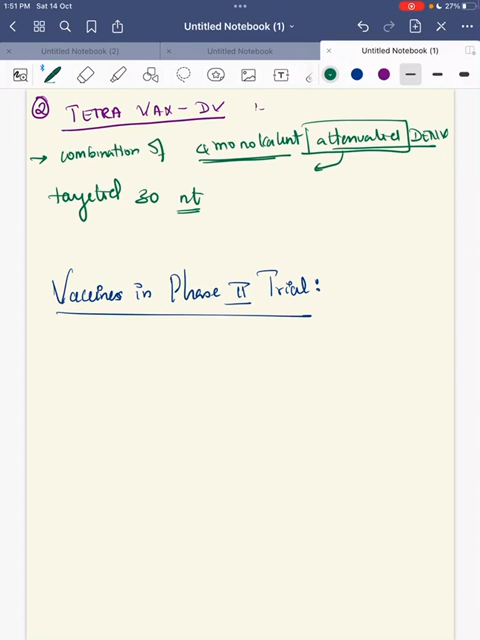 1:51 PM Sat 14 Oct 27%
Untitled Notebook (1)
Untitled Notebook (2) Untitled Notebook Untitled Notebook (1)
② TETRA VAX-DV :
→ combination of 4 monovalent attenuated DENV
targeted 30 nt
Vaccines in Phase II Trial: